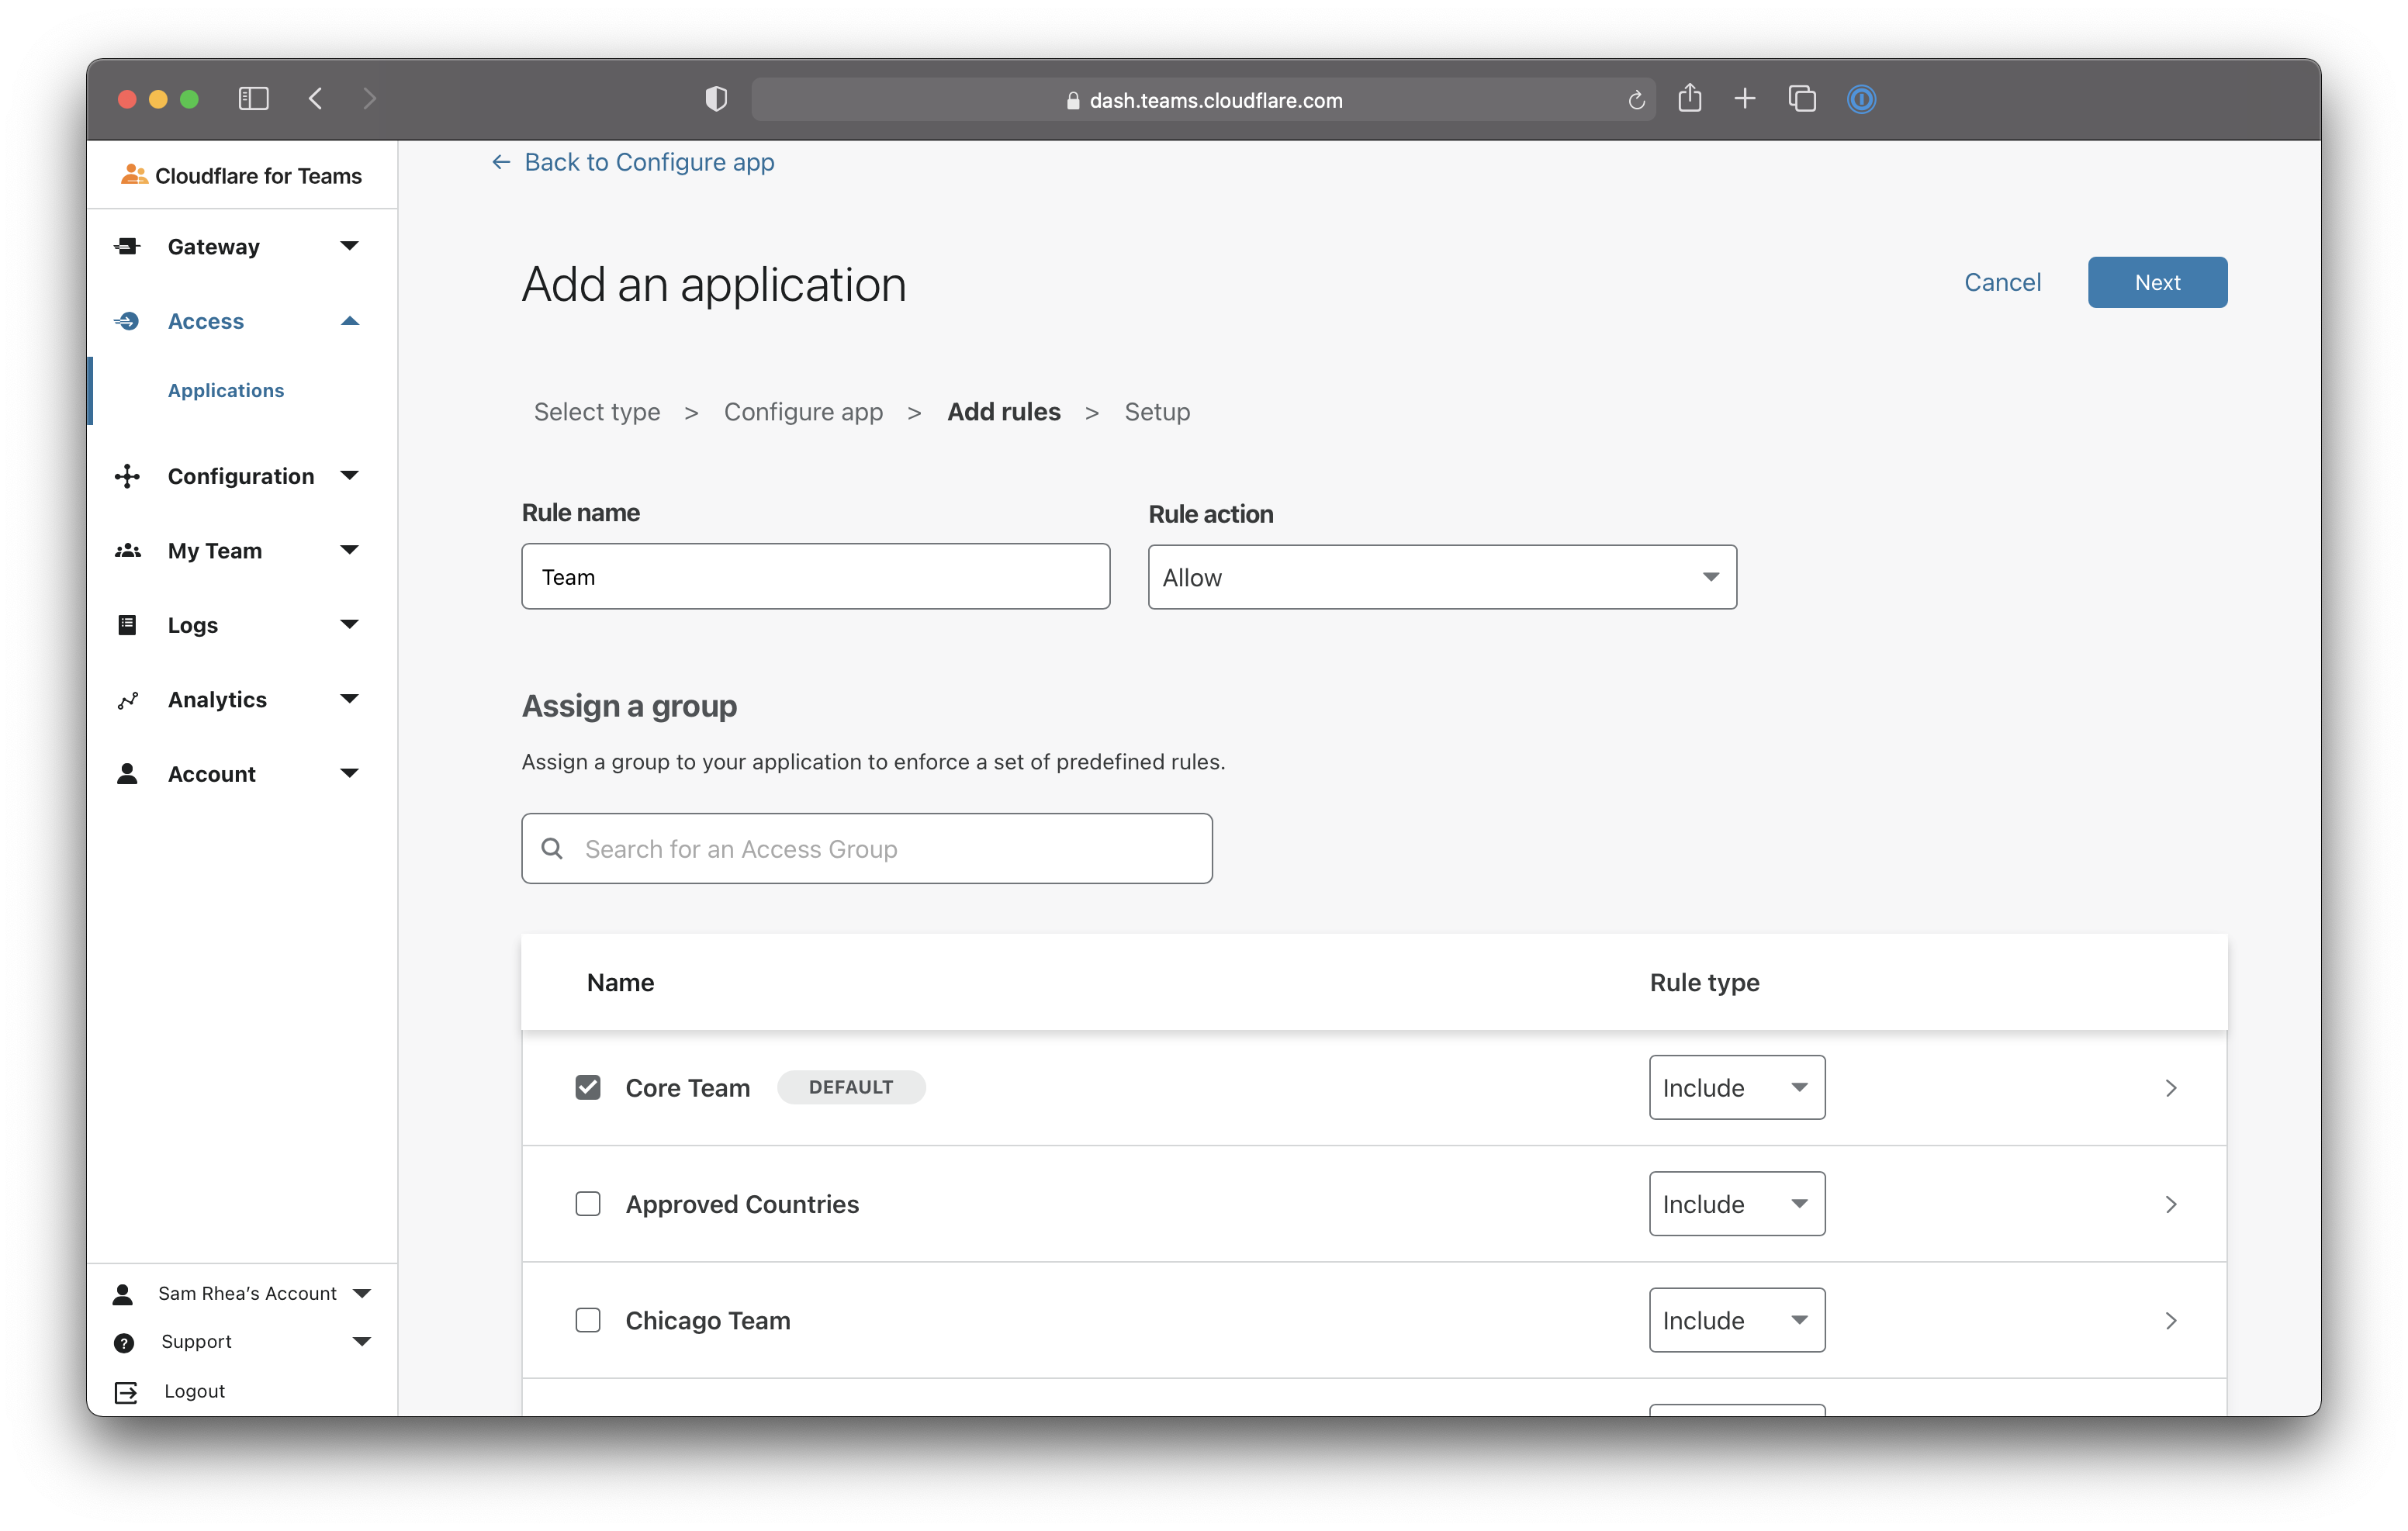 dash.teams.cloudflare.com
Cloudflare for Teams
Gateway
Access
Applications
Configuration
My Team
Logs
Analytics
Account
Sam Rhea's Account
Support
Logout
← Back to Configure app
Add an application
Cancel
Next
Select type > Configure app > Add rules > Setup
Rule name
Rule action
Team
Allow
Assign a group
Assign a group to your application to enforce a set of predefined rules.
Search for an Access Group
Name
Rule type
Core Team DEFAULT Include
Approved Countries Include
Chicago Team Include